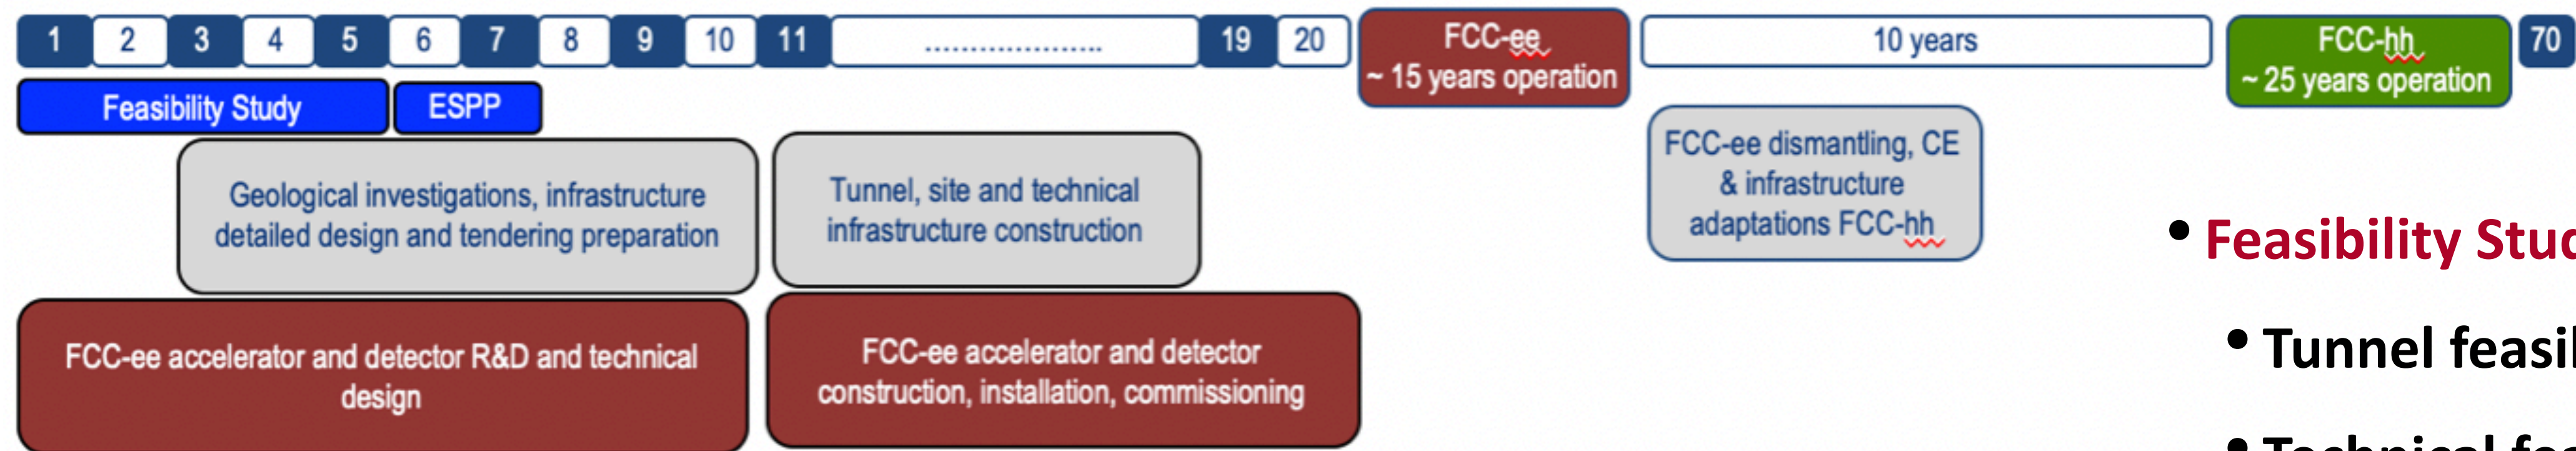 1 2 3 4 5 6 7 8 9 10 11 .................... 19 20
FCC-ee
~ 15 years operation
10 years
FCC-hh
~ 25 years operation
70
Feasibility Study
ESPP
Geological investigations, infrastructure
detailed design and tendering preparation
Tunnel, site and technical
infrastructure construction
FCC-ee dismantling, CE
& infrastructure
adaptations FCC-hh
FCC-ee accelerator and detector R&D and technical
design
FCC-ee accelerator and detector
construction, installation, commissioning
• Feasibility
• Tunnel